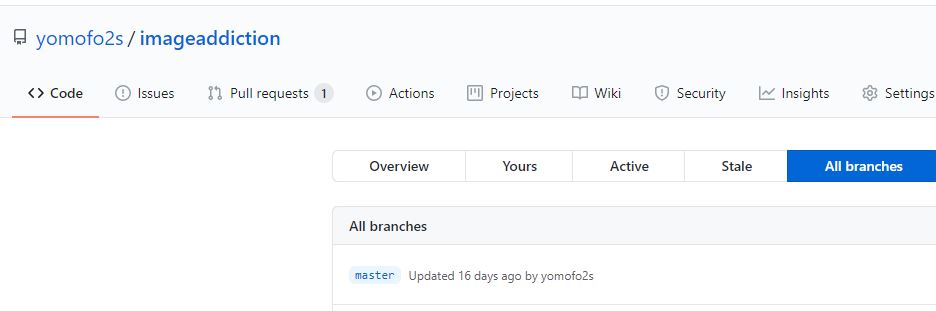 yomofo2s / imageaddiction
Code Issues Pull requests 1 Actions Projects Wiki Security Insights Settings
Overview Yours Active Stale All branches
All branches
master Updated 16 days ago by yomofo2s